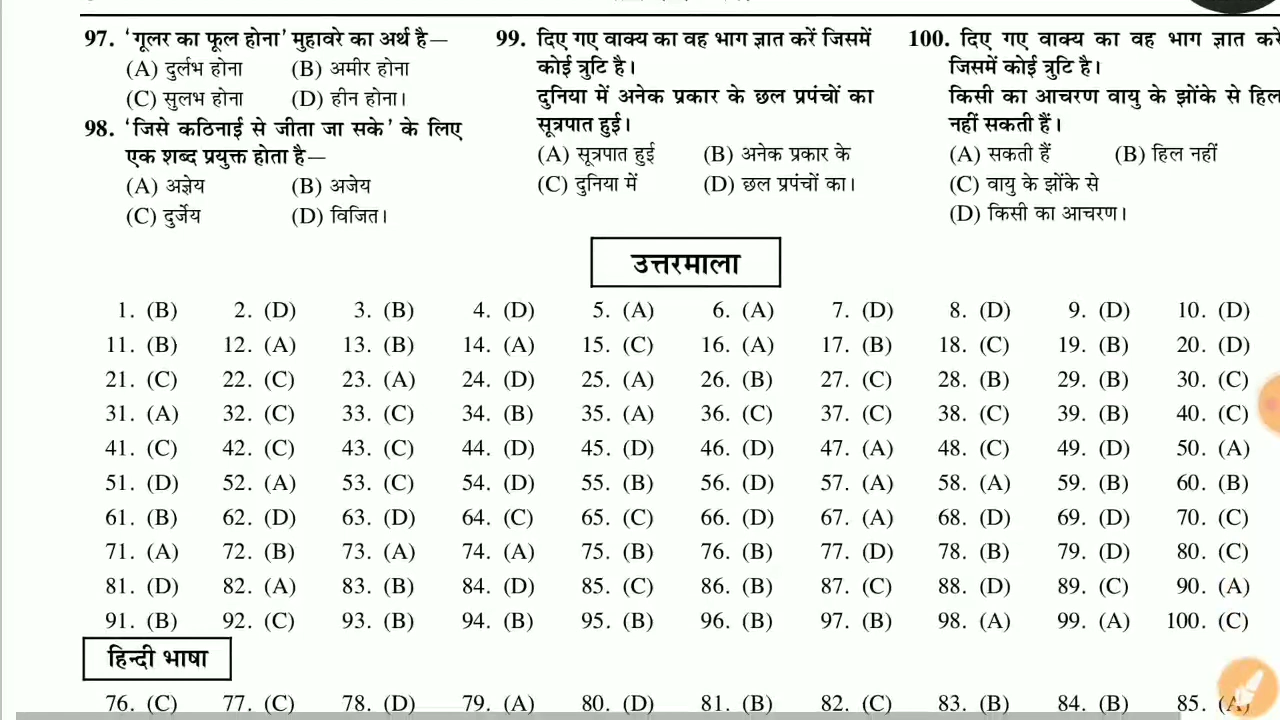 97. ‘गूलर का फूल होना’ मुहावरे का अर्थ है—
(A) दुर्लभ होना (B) अमीर होना
(C) सुलभ होना (D) हीन होना।
98. ‘जिसे कठिनाई से जीता जा सके’ के लिए
एक शब्द प्रयुक्त होता है—
(A) अज्ञेय (B) अजेय
(C) दुर्जेय (D) विजित।
99. दिए गए वाक्य का वह भाग ज्ञात करें जिसमें
कोई त्रुटि है।
दुनिया में अनेक प्रकार के छल प्रपंचों का
सूत्रपात हुई।
(A) सूत्रपात हुई (B) अनेक प्रकार के
(C) दुनिया में (D) छल प्रपंचों का।
100. दिए गए वाक्य का वह भाग ज्ञात करें
जिसमें कोई त्रुटि है।
किसी का आचरण वायु के झोंके से हिल
नहीं सकती हैं।
(A) सकती हैं (B) हिल नहीं
(C) वायु के झोंके से
(D) किसी का आचरण।
उत्तरमाला
1. (B) 2. (D) 3. (B) 4. (D) 5. (A) 6. (A) 7. (D) 8. (D) 9. (D) 10. (D)
11. (B) 12. (A) 13. (B) 14. (A) 15. (C) 16. (A) 17. (B) 18. (C) 19. (B) 20. (D)
21. (C) 22. (C) 23. (A) 24. (D) 25. (A) 26. (B) 27. (C) 28. (B) 29. (B) 30. (C)
31. (A) 32. (C) 33. (C) 34. (B) 35. (A) 36. (C) 37. (C) 38. (C) 39. (B) 40. (C)
41. (C) 42. (C) 43. (C) 44. (D) 45. (D) 46. (D) 47. (A) 48. (C) 49. (D) 50. (A)
51. (D) 52. (A) 53. (C) 54. (D) 55. (B) 56. (D) 57. (A) 58. (A) 59. (B) 60. (B)
61. (B) 62. (D) 63. (D) 64. (C) 65. (C) 66. (D) 67. (A) 68. (D) 69. (D) 70. (C)
71. (A) 72. (B) 73. (A) 74. (A) 75. (B) 76. (B) 77. (D) 78. (B) 79. (D) 80. (C)
81. (D) 82. (A) 83. (B) 84. (D) 85. (C) 86. (B) 87. (C) 88. (D) 89. (C) 90. (A)
91. (B) 92. (C) 93. (B) 94. (B) 95. (B) 96. (B) 97. (B) 98. (A) 99. (A) 100. (C)
हिन्दी भाषा
76. (C) 77. (C) 78. (D) 79. (A) 80. (D) 81. (B) 82. (C) 83. (B) 84. (B) 85. (A)